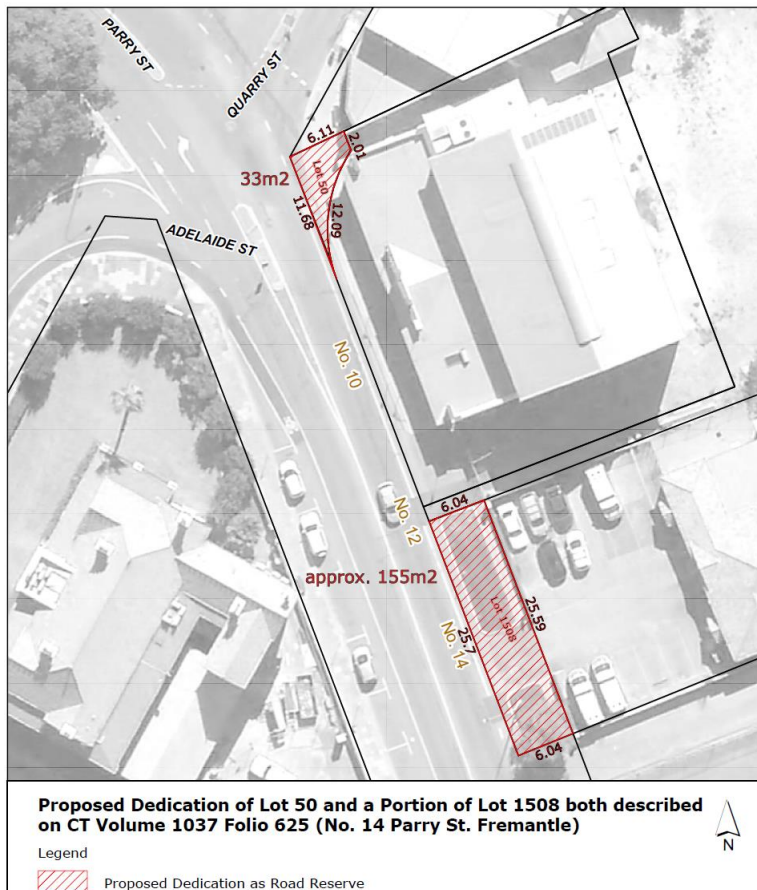 PARRY ST
QUARRY ST
6.11
2.01
Lot 50
33m2
11.68
12.09
ADELAIDE ST
No. 10
6.04
No. 12
approx. 155m2
Lot 1508
25.59
25.7
No. 14
6.04
Proposed Dedication of Lot 50 and a Portion of Lot 1508 both described
on CT Volume 1037 Folio 625 (No. 14 Parry St. Fremantle)
N
Legend
Proposed Dedication as Road Reserve